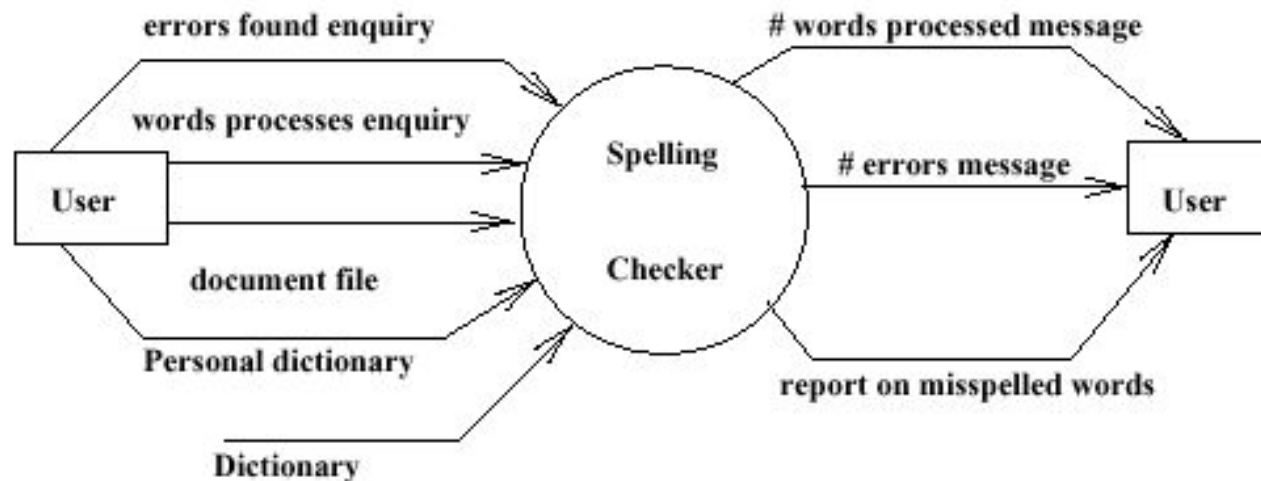 errors found enquiry
# words processed message
words processes enquiry
Spelling
# errors message
User
User
Checker
document file
Personal dictionary
report on misspelled words
Dictionary